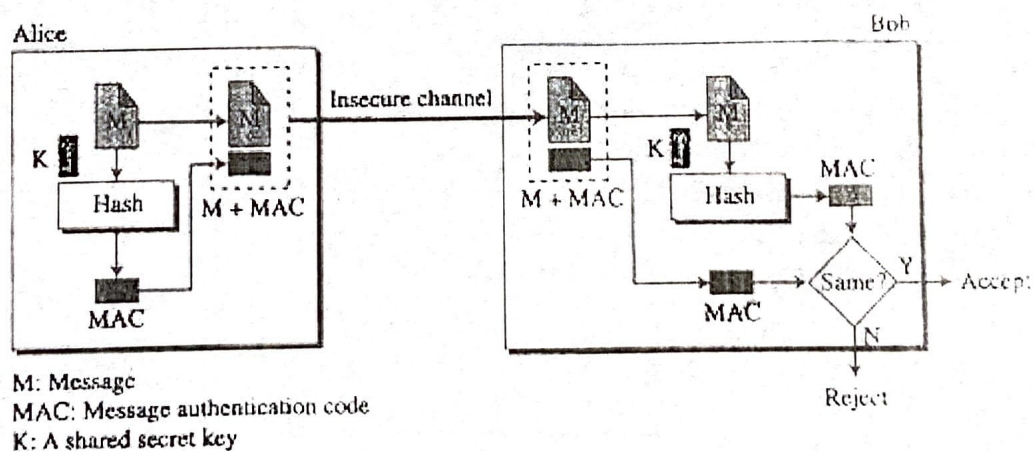 Alice
Bob
M
M
Insecure channel
M
M
K
K
MAC
Hash
M + MAC
M + MAC
Hash
Same?
Y
Accept
MAC
MAC
N
Reject
M: Message
MAC: Message authentication code
K: A shared secret key